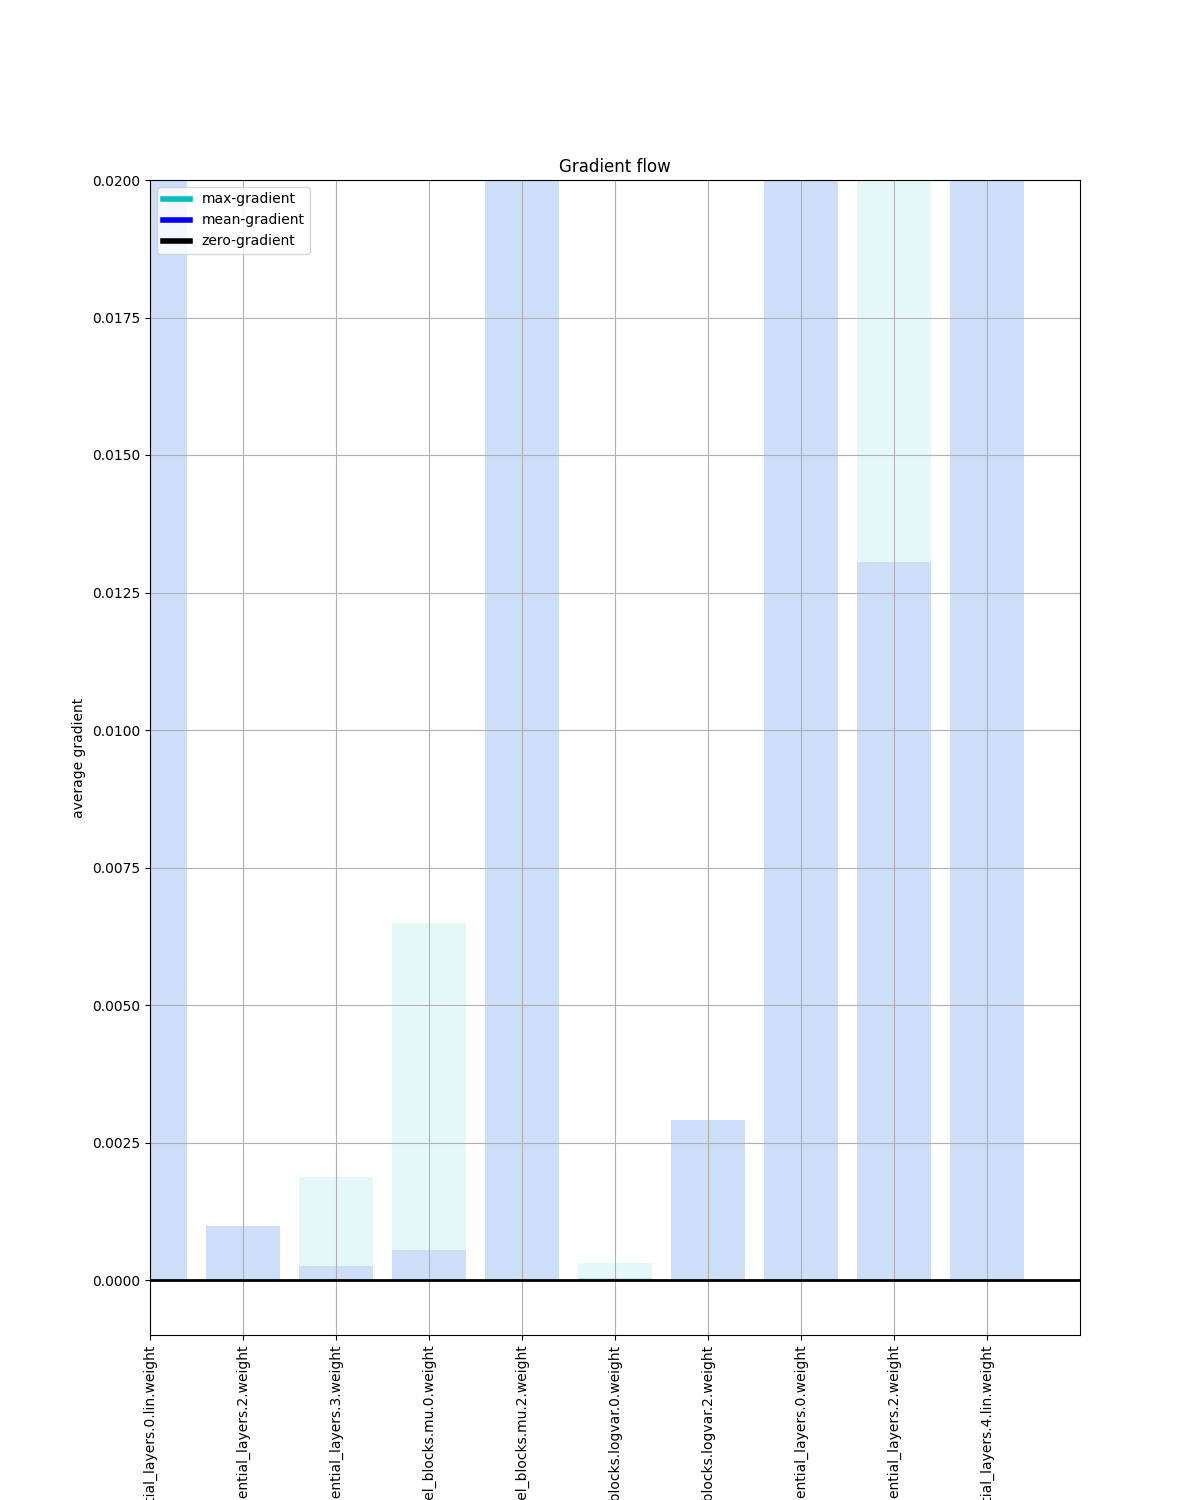 Gradient flow
max-gradient
mean-gradient
zero-gradient
average gradient
0.0200
0.0175
0.0150
0.0125
0.0100
0.0075
0.0050
0.0025
0.0000
tial_layers.0.lin.weight
ential_layers.2.weight
ential_layers.3.weight
el_blocks.mu.0.weight
el_blocks.mu.2.weight
blocks.logvar.0.weight
blocks.logvar.2.weight
ential_layers.0.weight
ential_layers.2.weight
tial_layers.4.lin.weight